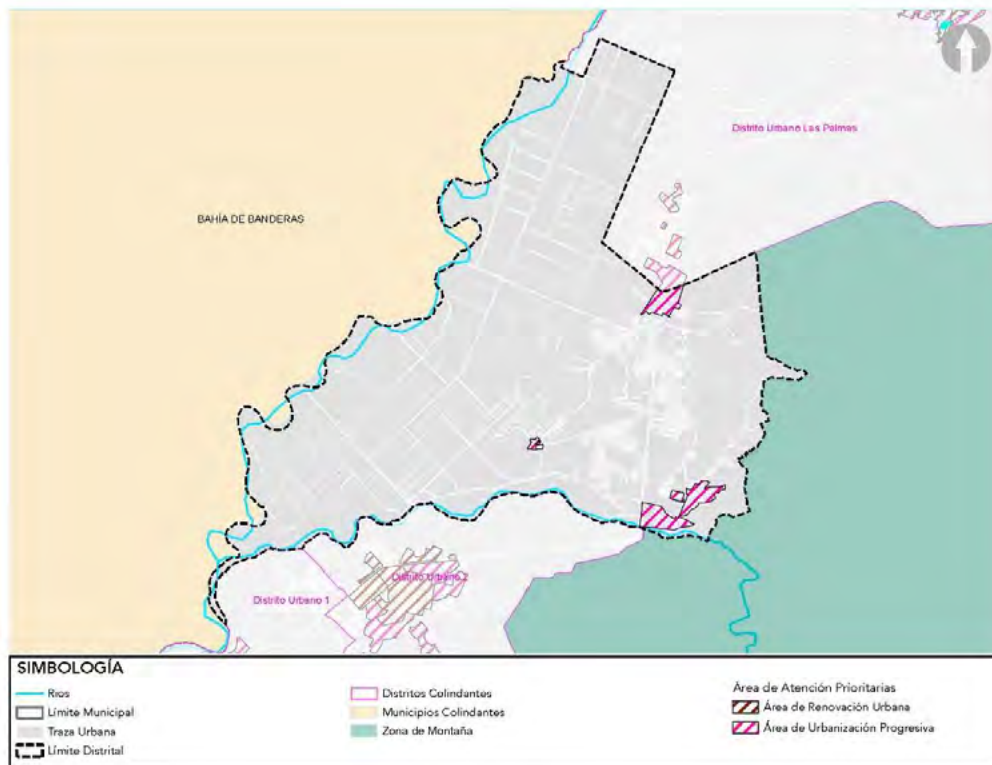 Distrito Urbano Las Palmas
BAHÍA DE BANDERAS
Distrito Urbano 2
Distrito Urbano 1
SIMBOLOGÍA
Ríos
Límite Municipal
Traza Urbana
Límite Distrital
Distritos Colindantes
Municipios Colindantes
Zona de Montaña
Área de Atención Prioritarias
Área de Renovación Urbana
Área de Urbanización Progresiva